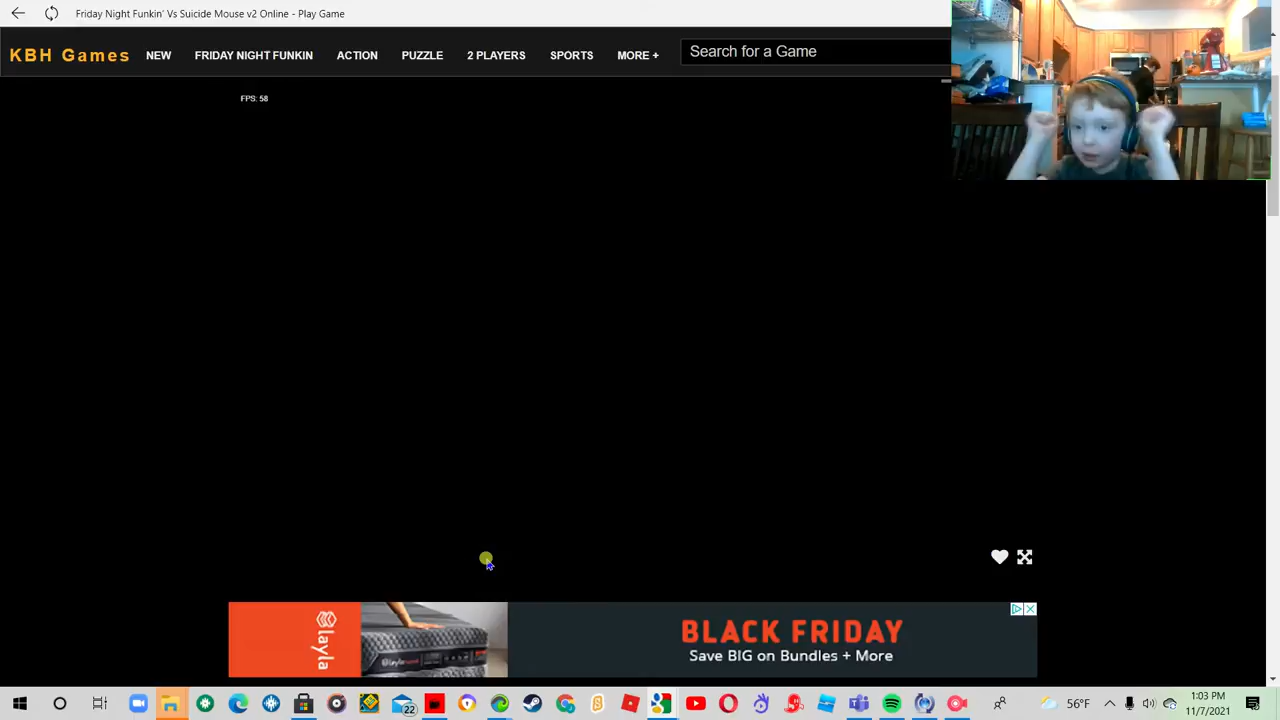 Friday Night Funkin' Vs Suicide Mouse v2 Online - Play Game
KBH Games NEW FRIDAY NIGHT FUNKIN ACTION PUZZLE 2 PLAYERS SPORTS MORE + Search for a Game
FPS: 58
layla
BLACK FRIDAY
Save BIG on Bundles + More
22
56°F
1:03 PM
11/7/2021